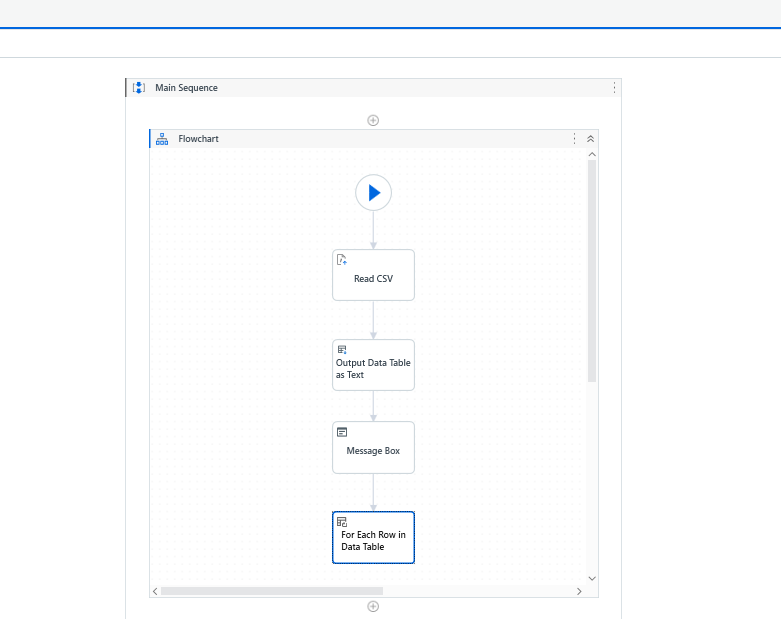 Main Sequence
Flowchart
Read CSV
Output Data Table
as Text
Message Box
For Each Row in
Data Table